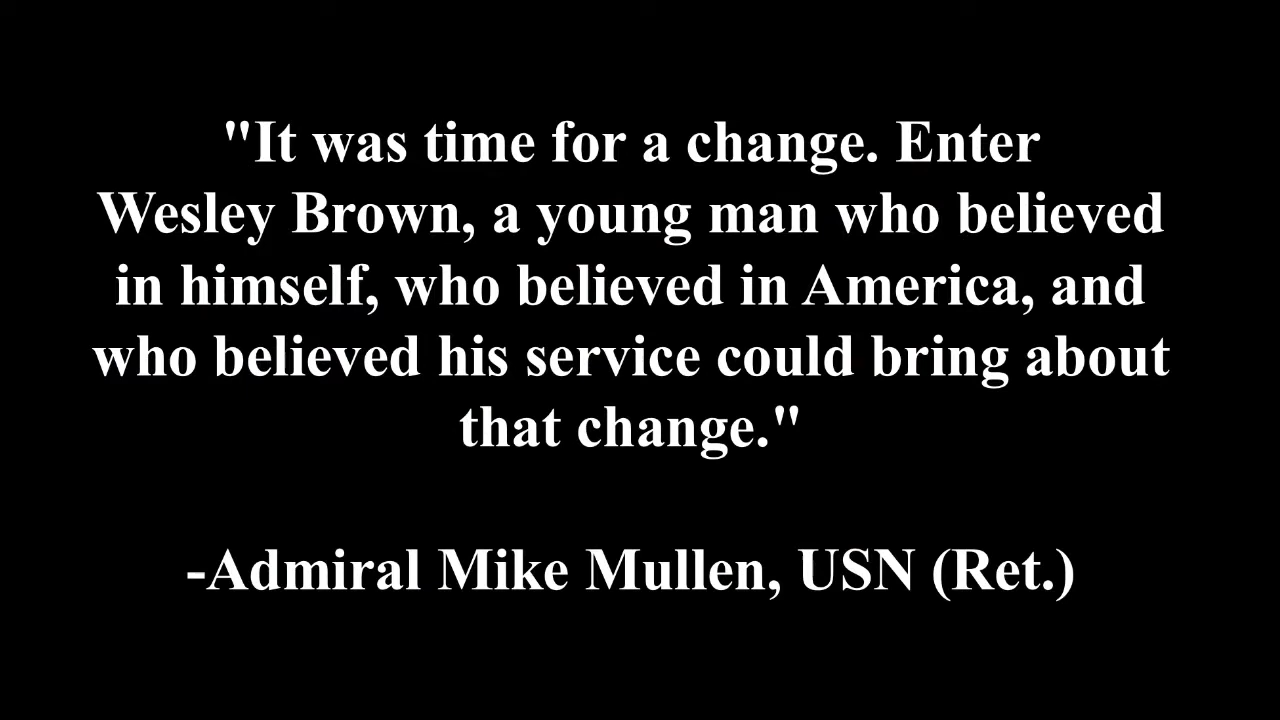 "It was time for a change. Enter
Wesley Brown, a young man who believed
in himself, who believed in America, and
who believed his service could bring about
that change."
-Admiral Mike Mullen, USN (Ret.)